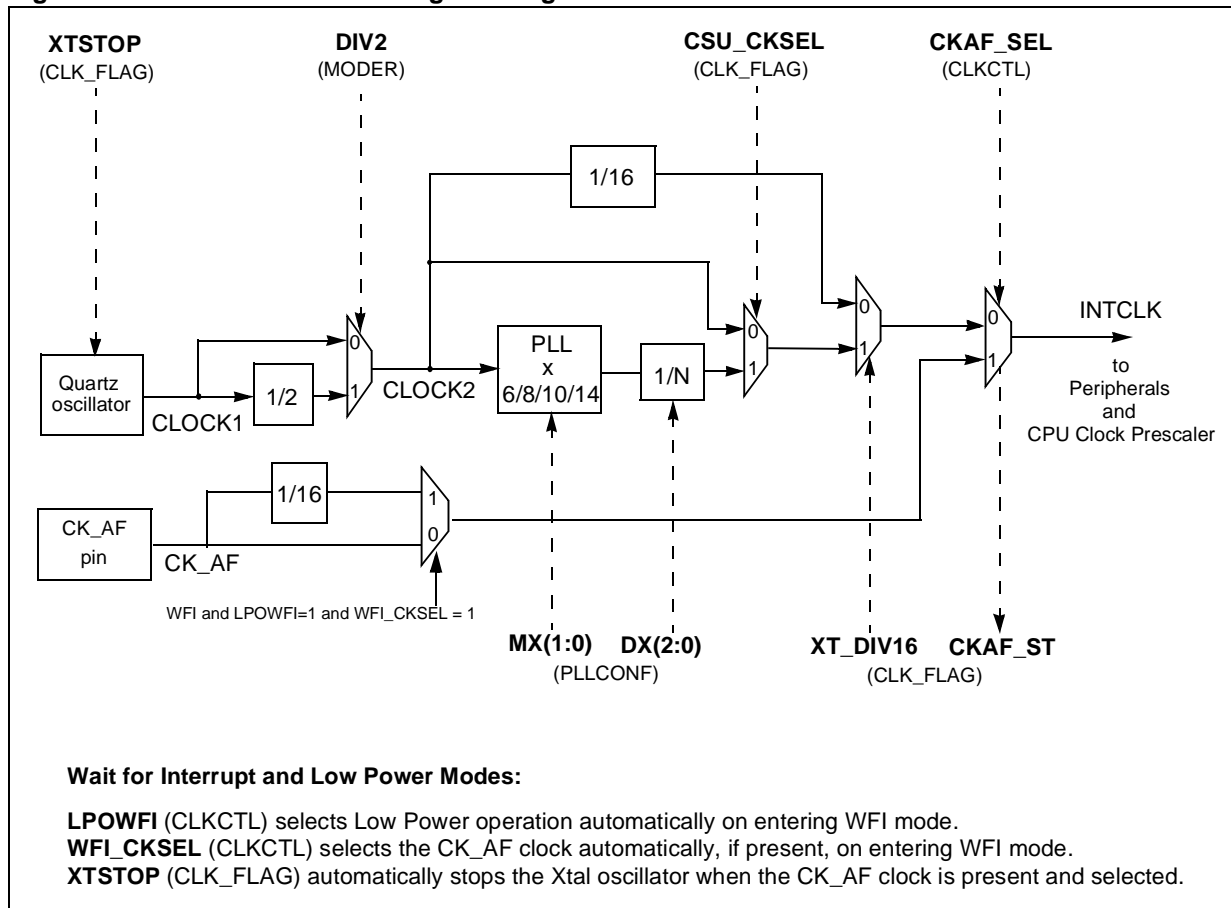 XTSTOP
(CLK_FLAG)
DIV2
(MODER)
CSU_CKSEL
(CLK_FLAG)
CKAF_SEL
(CLKCTL)
1/16
Quartz
oscillator
CLOCK1
1/2
0
1
CLOCK2
PLL
x
6/8/10/14
1/N
0
1
0
1
0
1
INTCLK
to
Peripherals
and
CPU Clock Prescaler
CK_AF
pin
CK_AF
1/16
1
0
WFI and LPOWFI=1 and WFI_CKSEL = 1
MX(1:0) DX(2:0)
(PLLCONF)
XT_DIV16 CKAF_ST
(CLK_FLAG)
Wait for Interrupt and Low Power Modes:
LPOWFI (CLKCTL) selects Low Power operation automatically on entering WFI mode.
WFI_CKSEL (CLKCTL) selects the CK_AF clock automatically, if present, on entering WFI mode.
XTSTOP (CLK_FLAG) automatically stops the Xtal oscillator when the CK_AF clock is present and selected.